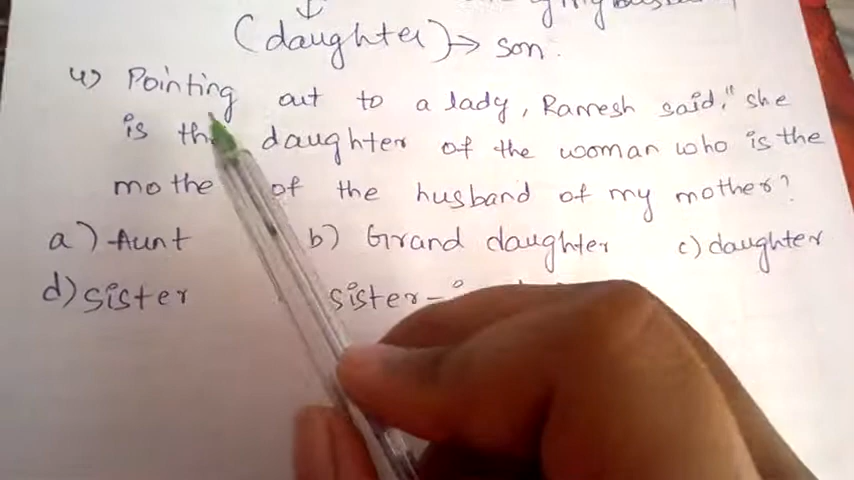 (daughter) → son.
4) Pointing out to a lady, Ramesh said," she
is the daughter of the woman who is the
mothe of the husband of my mother?
a) Aunt b) Grand daughter c) daughter
d) sister sister-